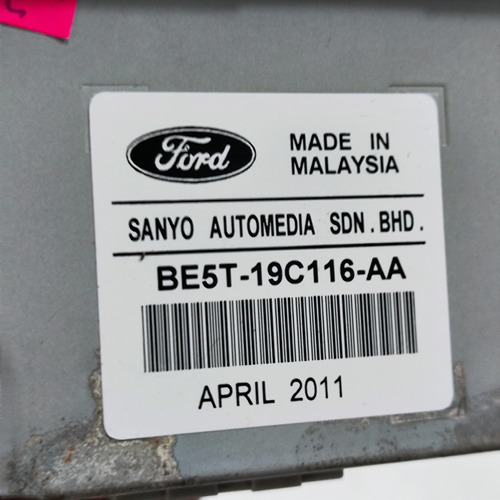 Ford
MADE IN
MALAYSIA
SANYO AUTOMEDIA SDN.BHD.
BE5T-19C116-AA
APRIL 2011